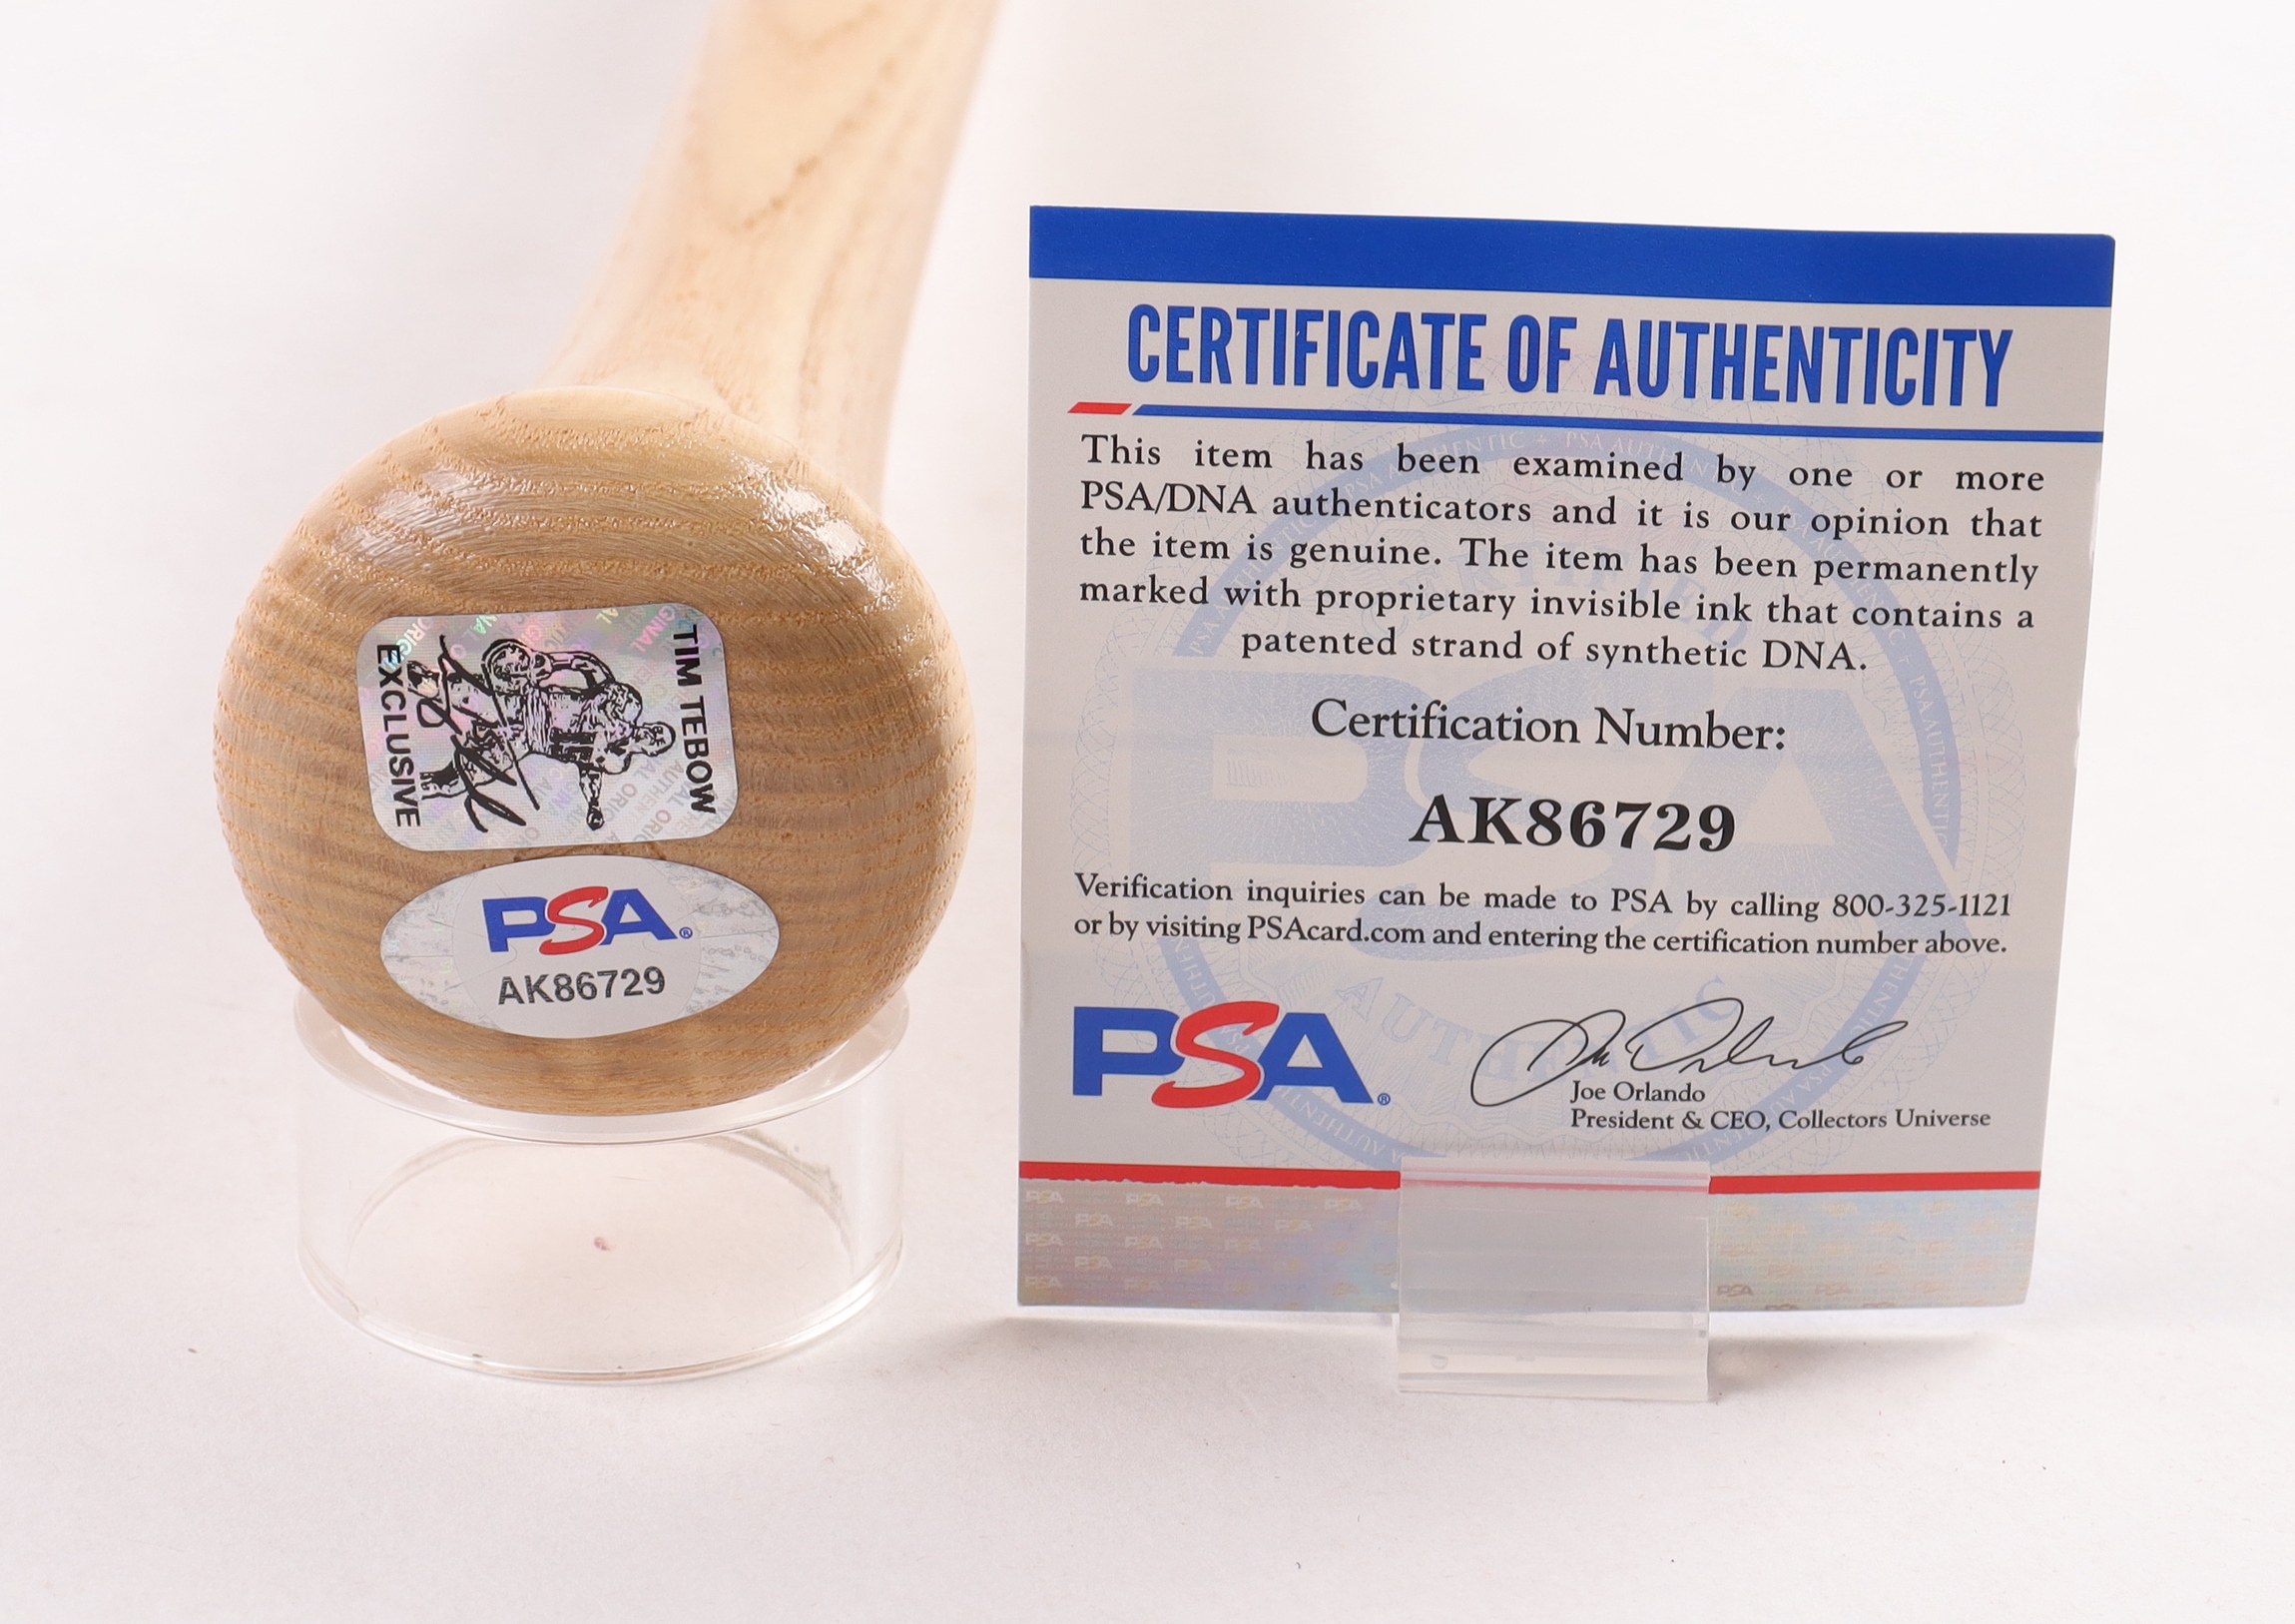 TIM TEBOW
EXCLUSIVE
PSA®
AK86729
CERTIFICATE OF AUTHENTICITY
This item has been examined by one or more
PSA/DNA authenticators and it is our opinion that
the item is genuine. The item has been permanently
marked with proprietary invisible ink that contains a
patented strand of synthetic DNA.
Certification Number:
AK86729
Verification inquiries can be made to PSA by calling 800-325-1121
or by visiting PSAcard.com and entering the certification number above.
PSA®
Joe Orlando
President & CEO, Collectors Universe